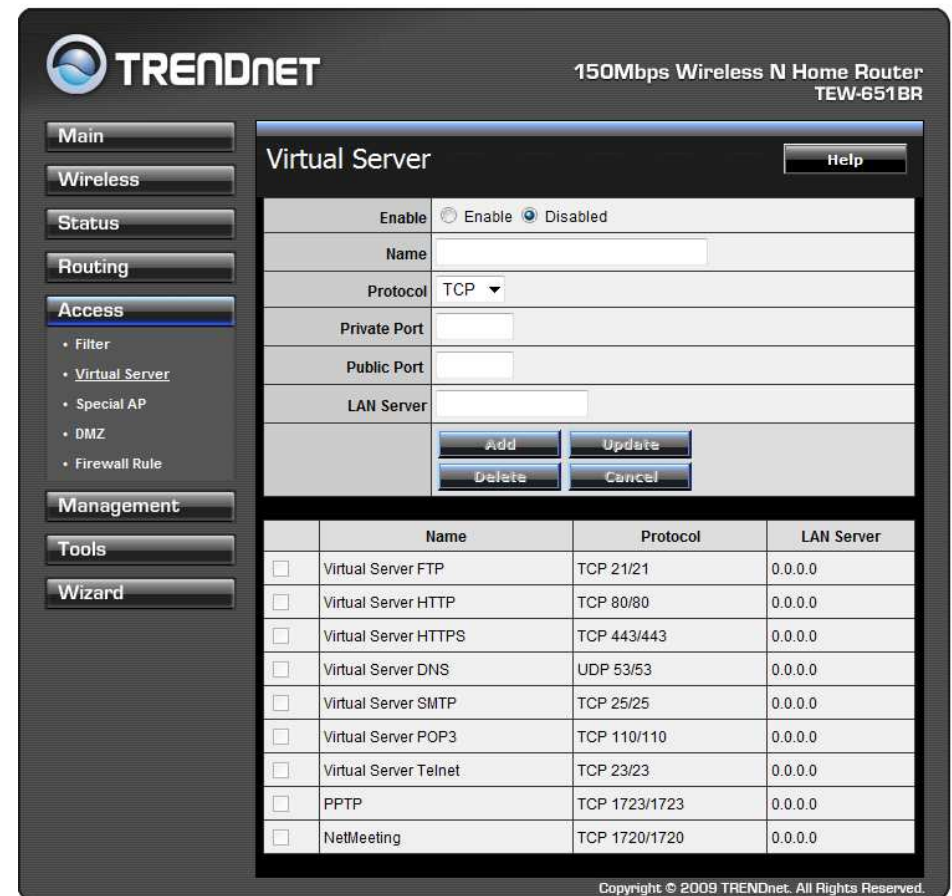 TRENDNET
150Mbps Wireless N Home Router
TEW-651BR
Main
Wireless
Status
Routing
Access
• Filter
• Virtual Server
• Special AP
• DMZ
• Firewall Rule
Management
Tools
Wizard
Virtual Server
Help
Enable Enable Disabled
Name
Protocol TCP
Private Port
Public Port
LAN Server
Add Update
Delete Cancel
Name Protocol LAN Server
Virtual Server FTP TCP 21/21 0.0.0.0
Virtual Server HTTP TCP 80/80 0.0.0.0
Virtual Server HTTPS TCP 443/443 0.0.0.0
Virtual Server DNS UDP 53/53 0.0.0.0
Virtual Server SMTP TCP 25/25 0.0.0.0
Virtual Server POP3 TCP 110/110 0.0.0.0
Virtual Server Telnet TCP 23/23 0.0.0.0
PPTP TCP 1723/1723 0.0.0.0
NetMeeting TCP 1720/1720 0.0.0.0
Copyright © 2009 TRENDnet. All Rights Reserved.